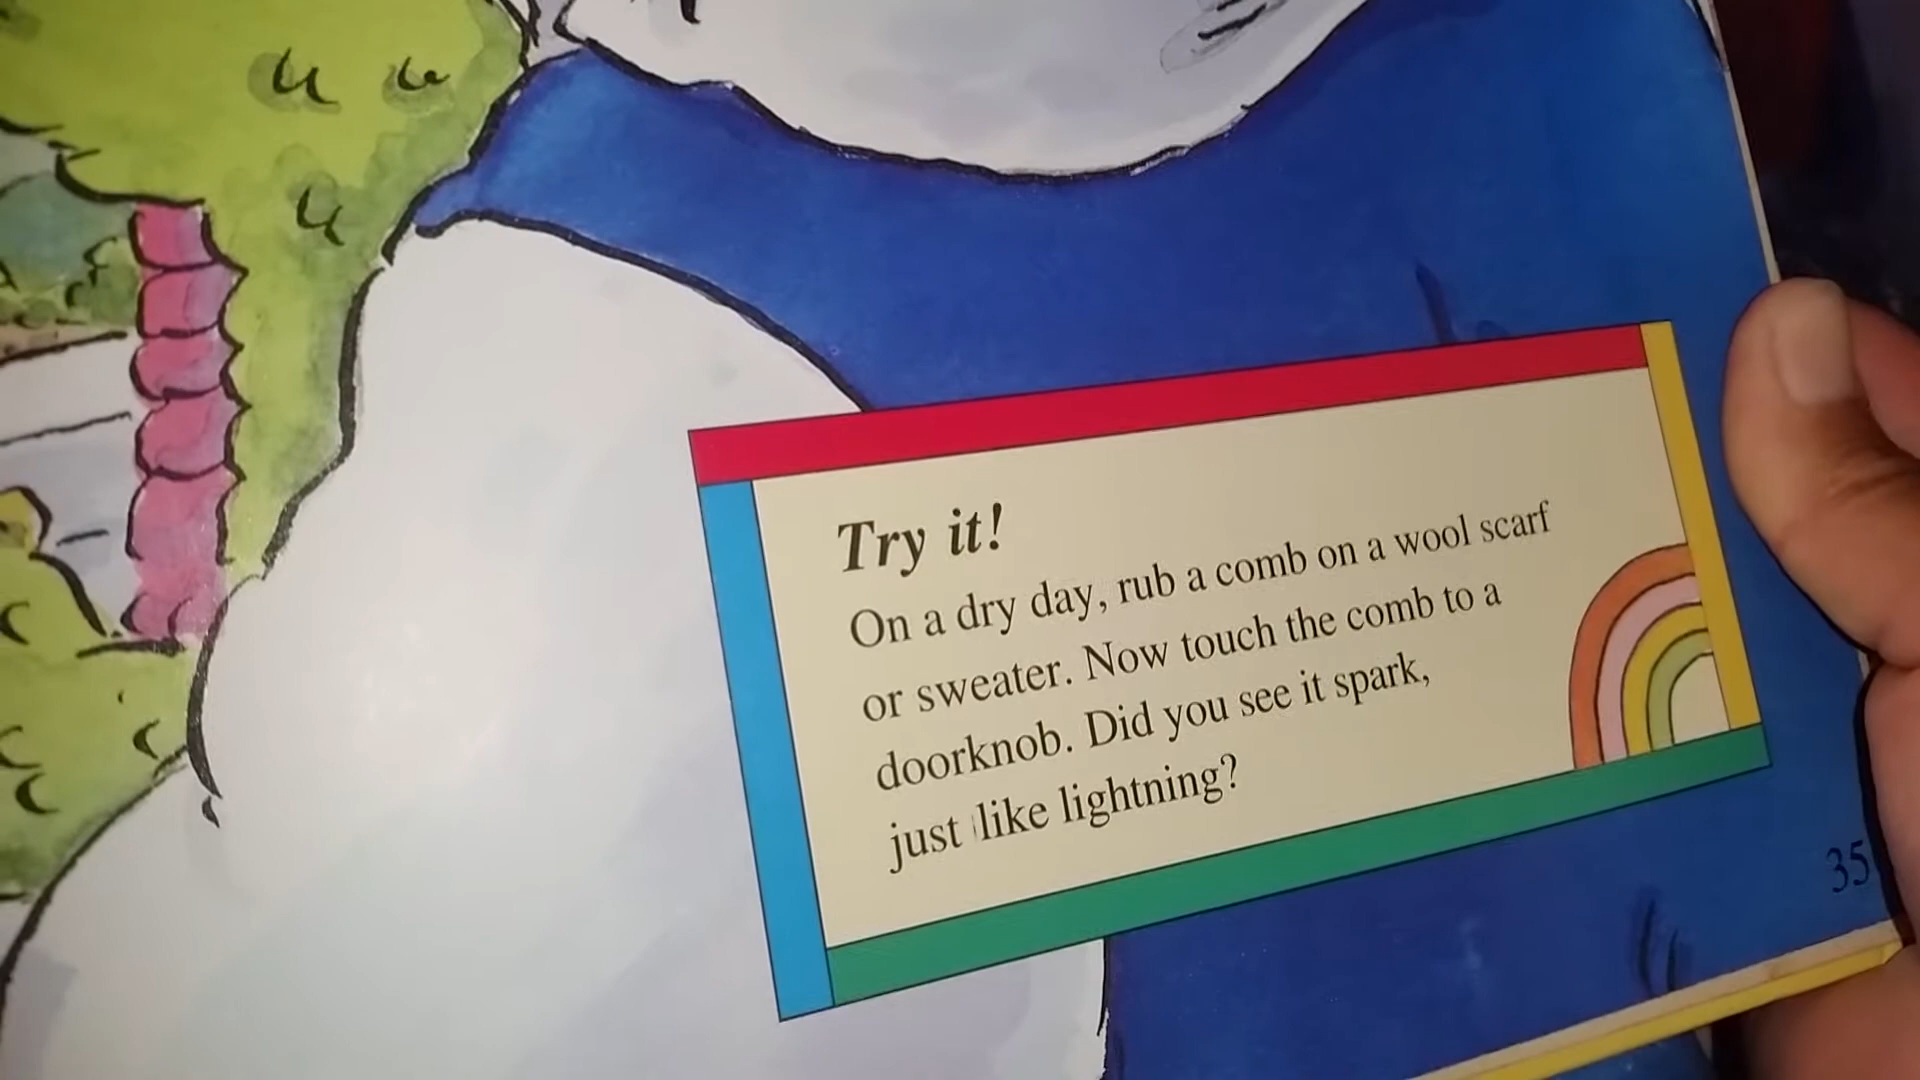 Try it!
On a dry day, rub a comb on a wool scarf
or sweater. Now touch the comb to a
doorknob. Did you see it spark,
just like lightning?
35